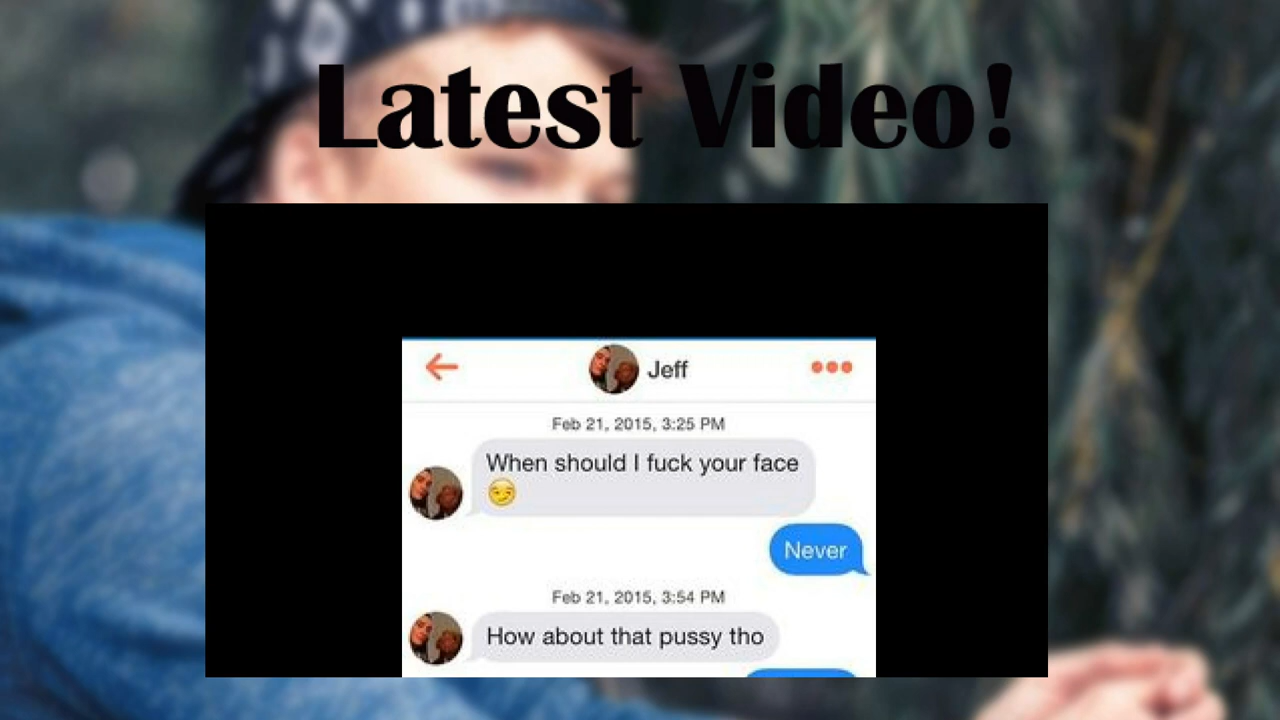 Latest Video!
Jeff
Feb 21, 2015, 3:25 PM
When should I fuck your face
😏
Never
Feb 21, 2015, 3:54 PM
How about that pussy tho